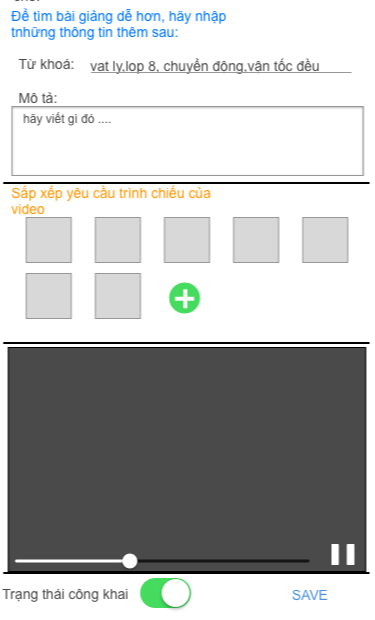 Để tìm bài giảng dễ hơn, hãy nhập
tnhững thông tin thêm sau:
Từ khoá: vat ly,lop 8, chuyển đông,vân tốc đều
Mô tả:
hãy viết gì đó ....
Sắp xếp yêu cầu trình chiếu của
video
Trạng thái công khai
SAVE